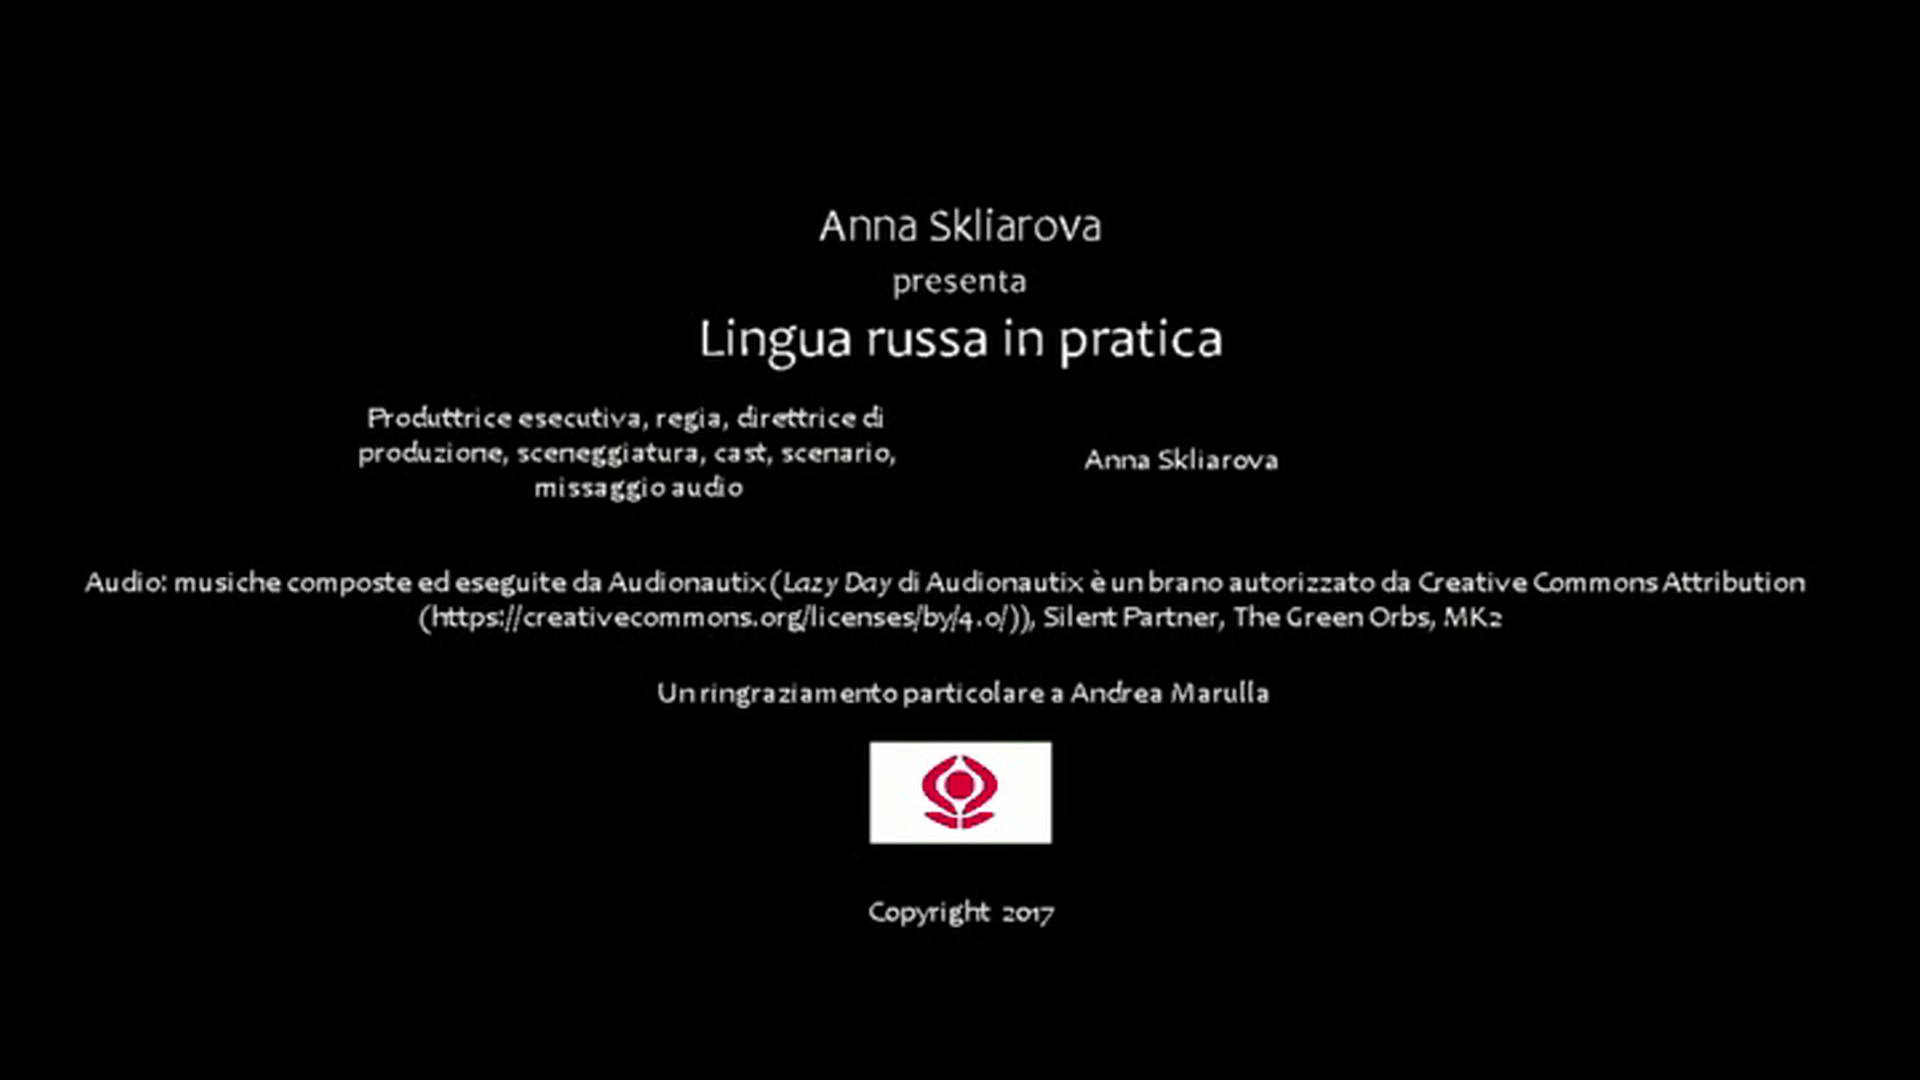 Anna Skliarova
presenta
Lingua russa in pratica
Produttrice esecutiva, regia, direttrice di
produzione, sceneggiatura, cast, scenario,
missaggio audio
Anna Skliarova
Audio: musiche composte ed eseguite da Audionautix (Lazy Day di Audionautix è un brano autorizzato da Creative Commons Attribution
(https://creativecommons.org/licenses/by/4.0/)), Silent Partner, The Green Orbs, MK2
Un ringraziamento particolare a Andrea Marulla
Copyright 2017